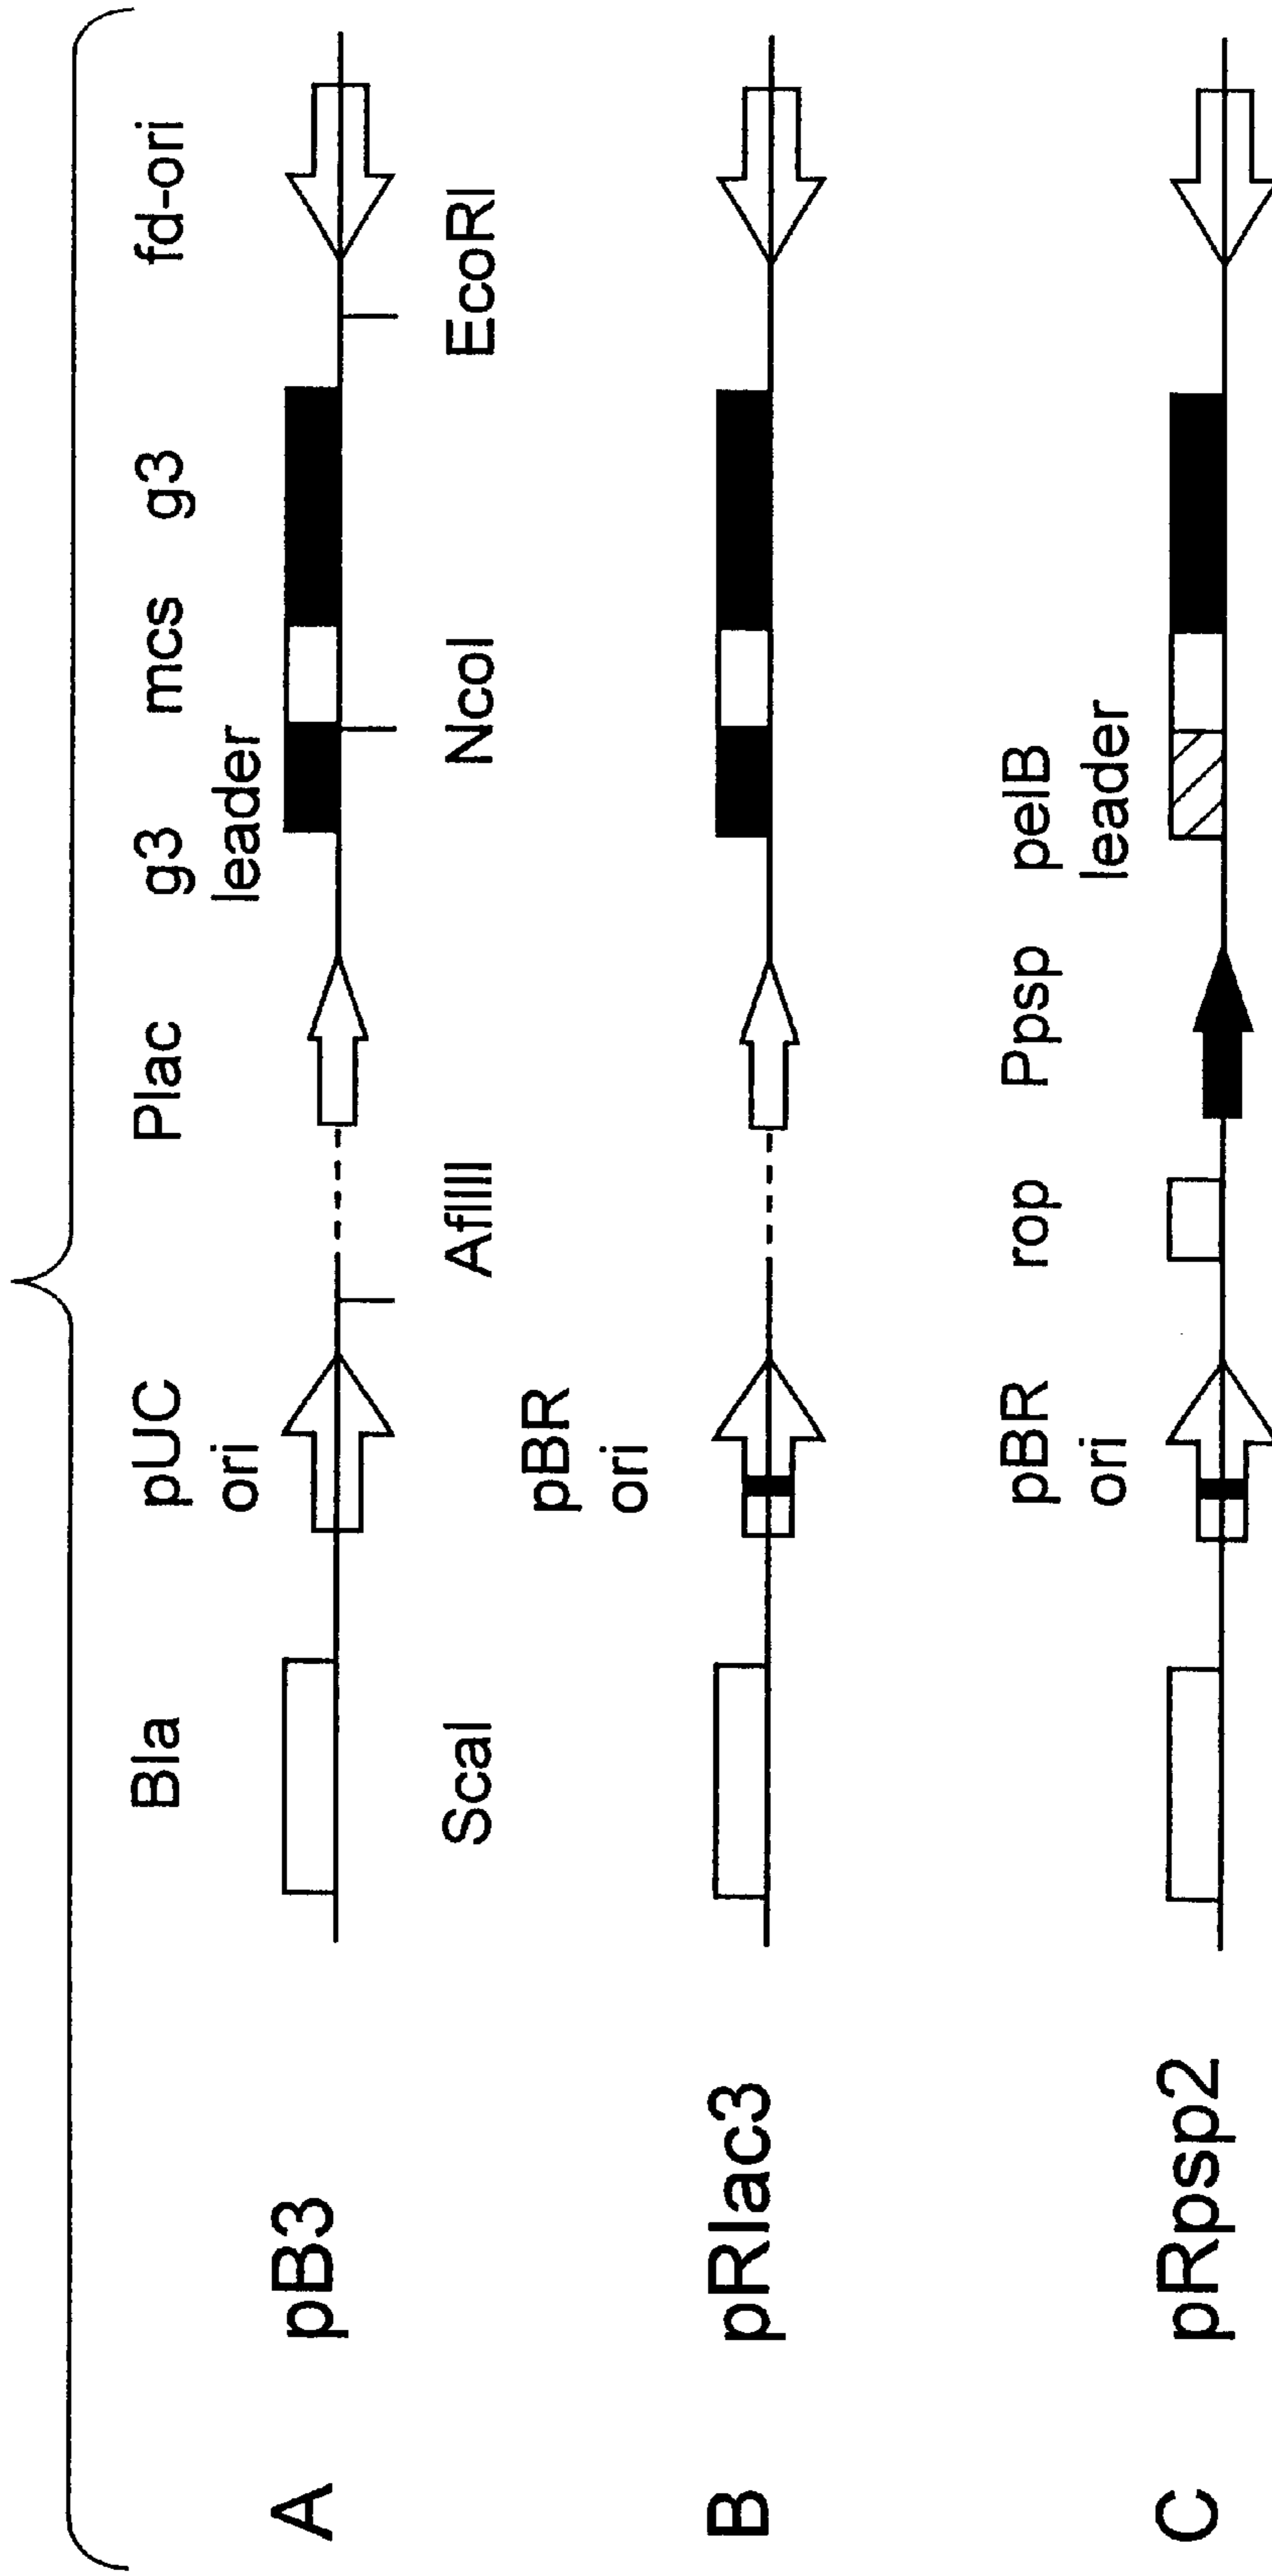 Bla pUC ori Plac g3 leader mcs g3 fd-ori
A pB3
ScaI AflIII NcoI EcoRI
pBR ori
B pRlac3
pBR ori rop Ppsp pelB leader
C pRpsp2